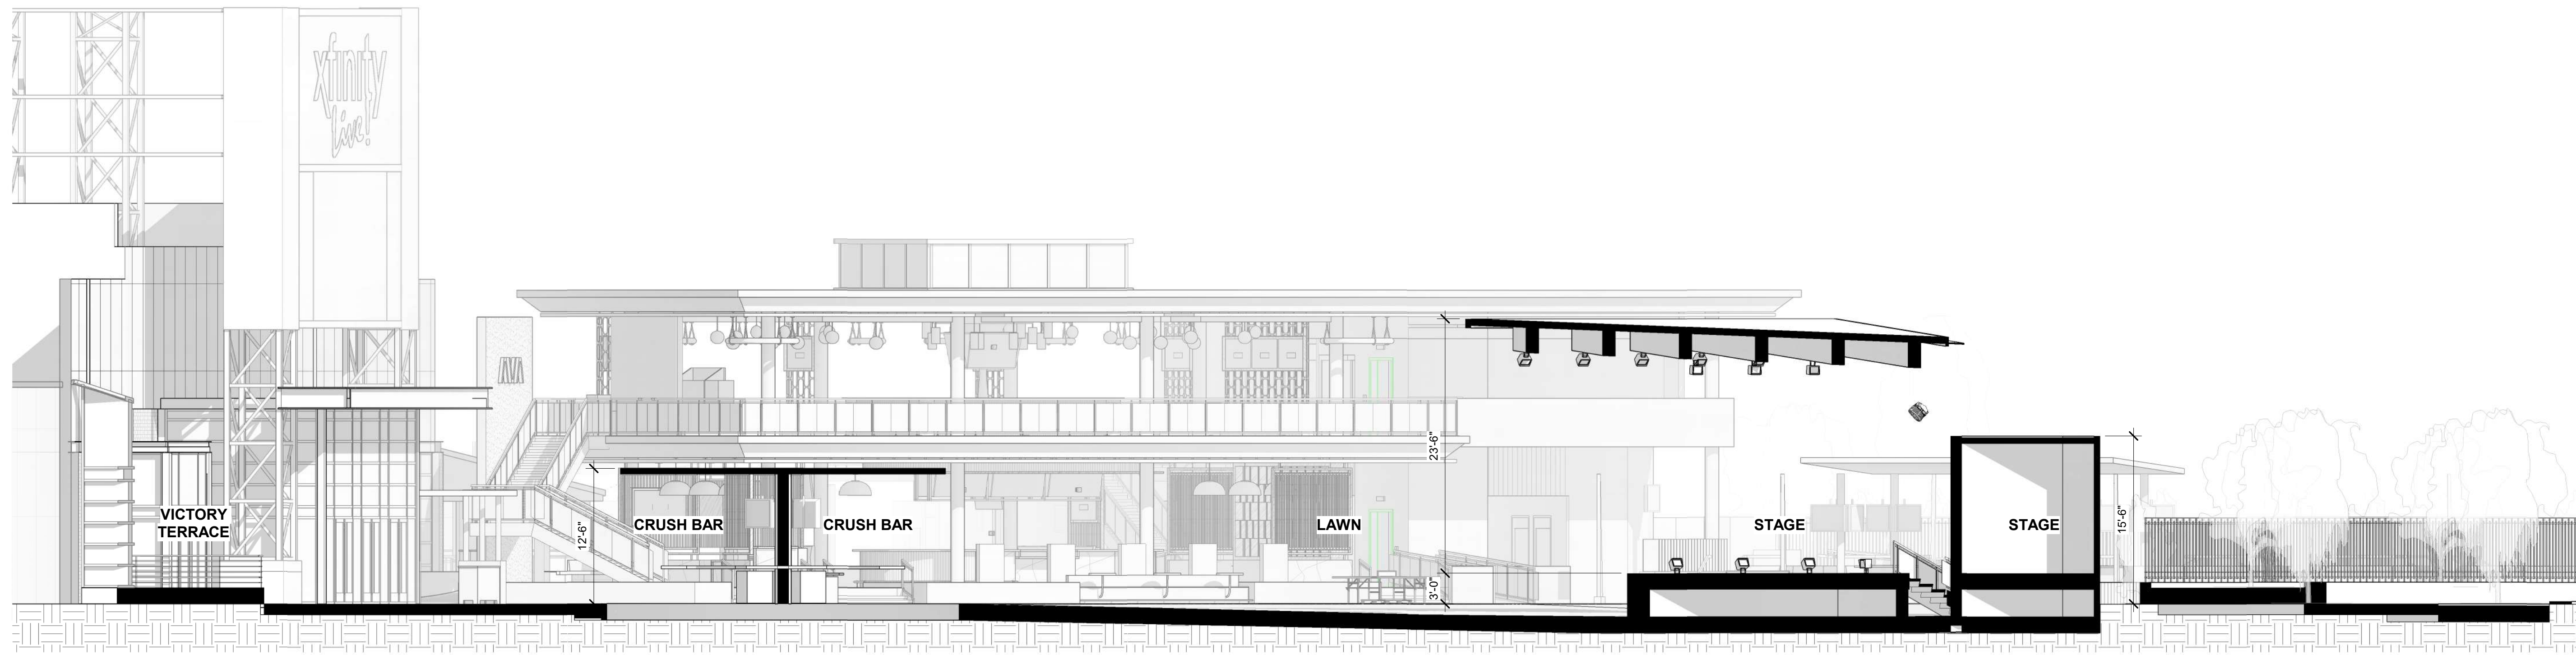 xfinity
live!
VICTORY
TERRACE
12'-6"
CRUSH BAR
CRUSH BAR
LAWN
23'-6"
3'-0"
STAGE
STAGE
15'-6"